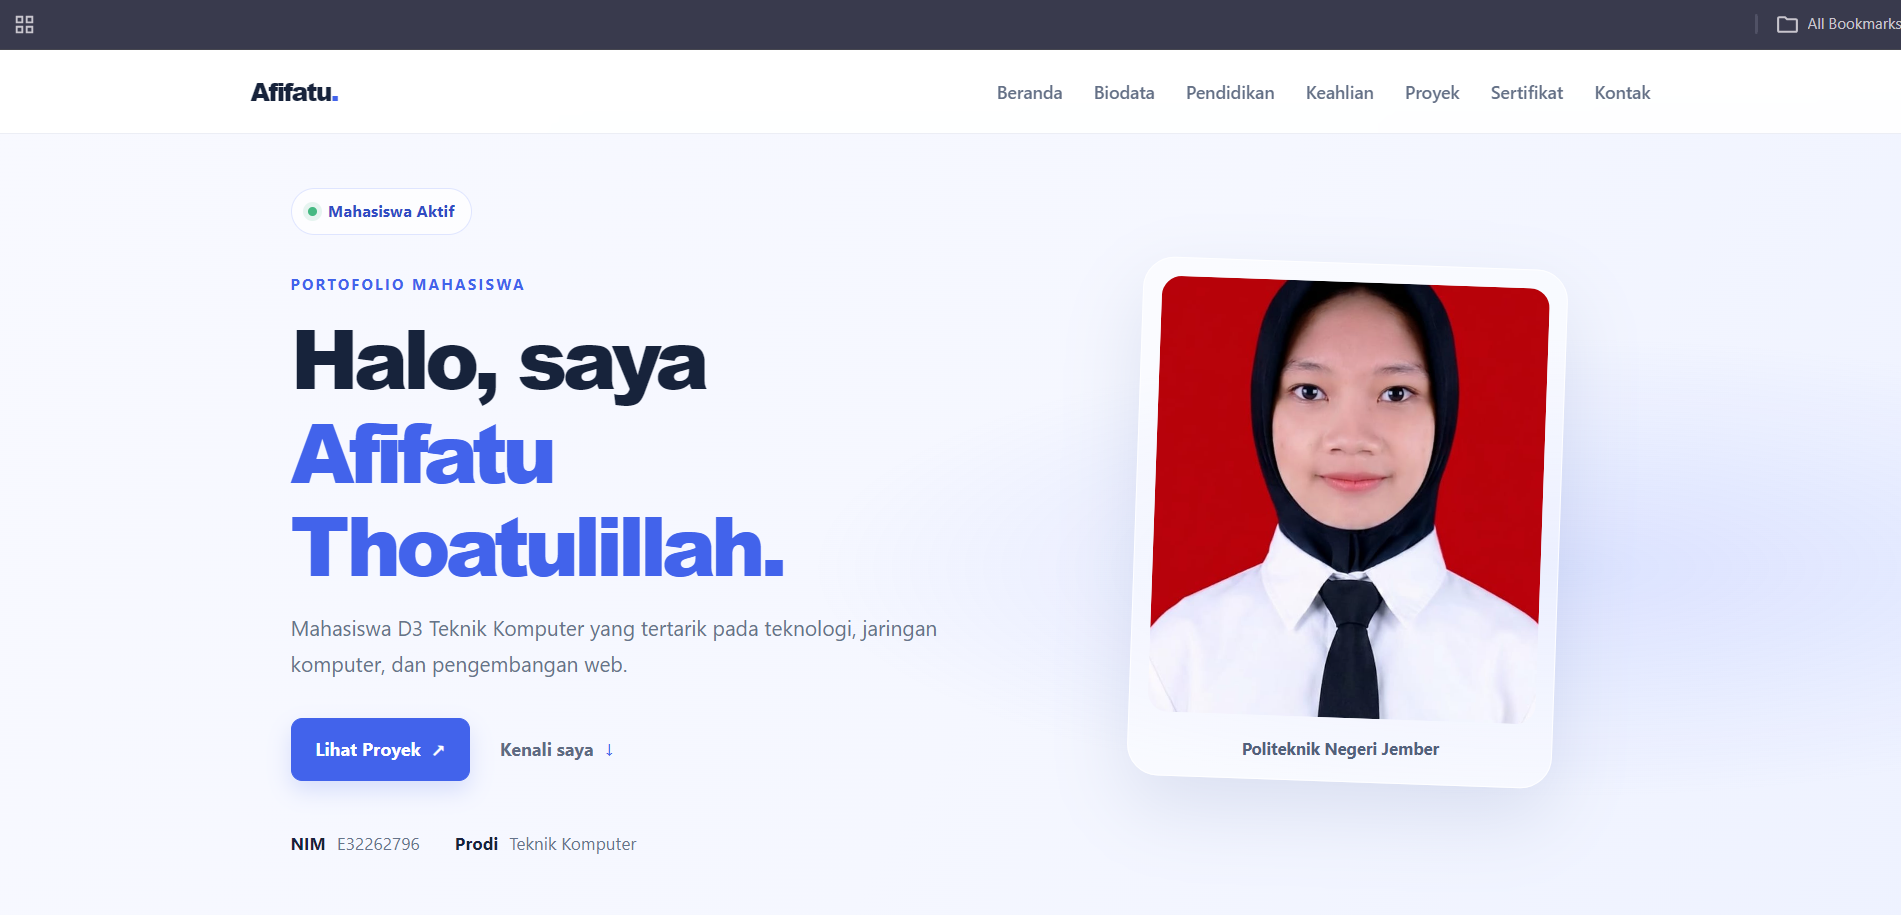 All Bookmarks
Afifatu.
Beranda Biodata Pendidikan Keahlian Proyek Sertifikat Kontak
Mahasiswa Aktif
PORTOFOLIO MAHASISWA
Halo, saya
Afifatu
Thoatulillah.
Mahasiswa D3 Teknik Komputer yang tertarik pada teknologi, jaringan
komputer, dan pengembangan web.
Lihat Proyek ↗ Kenali saya ↓
NIM E32262796 Prodi Teknik Komputer
Politeknik Negeri Jember